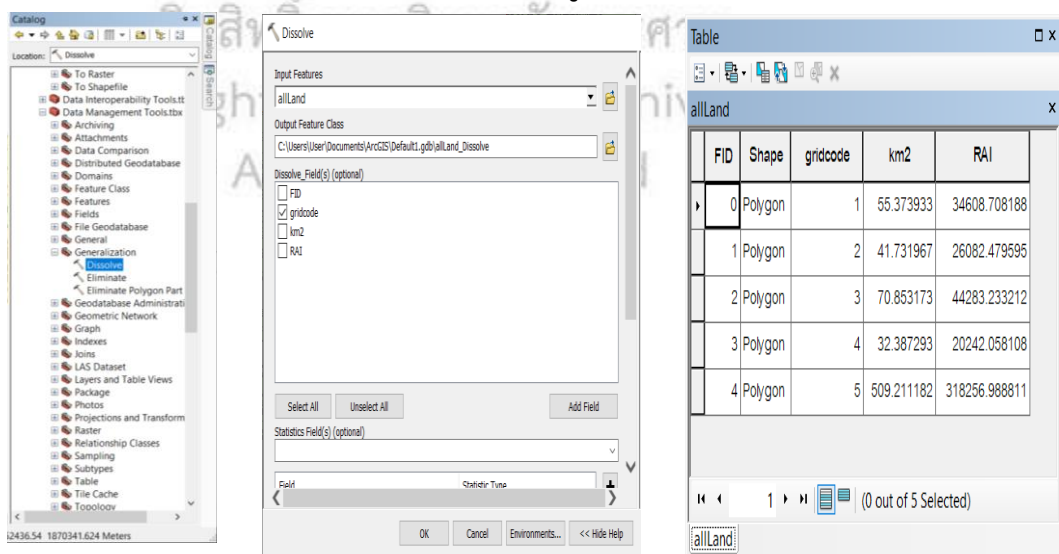 Catalog
Location: Dissolve
To Raster
To Shapefile
Data Interoperability Tools.tt
Data Management Tools.tbx
Archiving
Attachments
Data Comparison
Distributed Geodatabase
Domains
Feature Class
Features
Fields
File Geodatabase
General
Generalization
Dissolve
Eliminate
Eliminate Polygon Part
Geodatabase Administrati
Geometric Network
Graph
Indexes
Joins
LAS Dataset
Layers and Table Views
Package
Photos
Projections and Transform
Raster
Relationship Classes
Sampling
Subtypes
Table
Tile Cache
Topology
52436.54 1870341.624 Meters
Catalog
Search
Dissolve
Input Features
allLand
Output Feature Class
C:\Users\User\Documents\ArcGIS\Default1.gdb\allLand_Dissolve
Dissolve_Field(s) (optional)
FID
gridcode
km2
RAI
Select All Unselect All Add Field
Statistics Field(s) (optional)
Field Statistic Type
OK Cancel Environments... << Hide Help
Table
allLand
FID Shape gridcode km2 RAI
0 Polygon 1 55.373933 34608.708188
1 Polygon 2 41.731967 26082.479595
2 Polygon 3 70.853173 44283.233212
3 Polygon 4 32.387293 20242.058108
4 Polygon 5 509.211182 318256.988811
1 (0 out of 5 Selected)
allLand